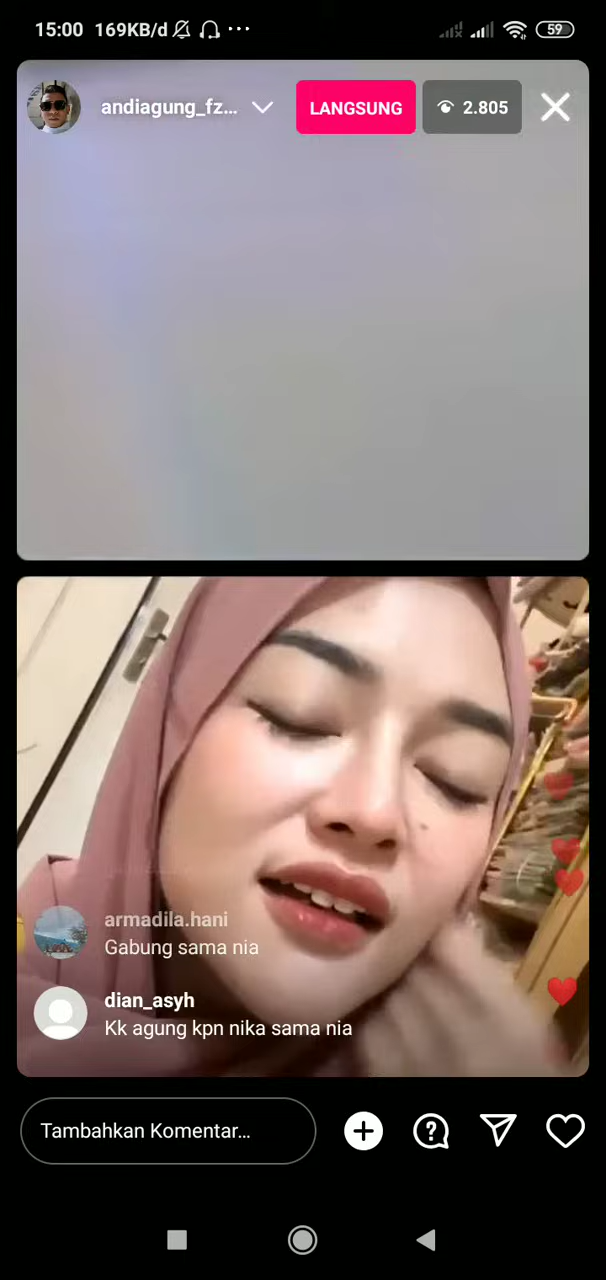 15:00 169KB/d ... 59
andiagung_fz... LANGSUNG 2.805
armadila.hani
Gabung sama nia
dian_asyh
Kk agung kpn nika sama nia
Tambahkan Komentar...